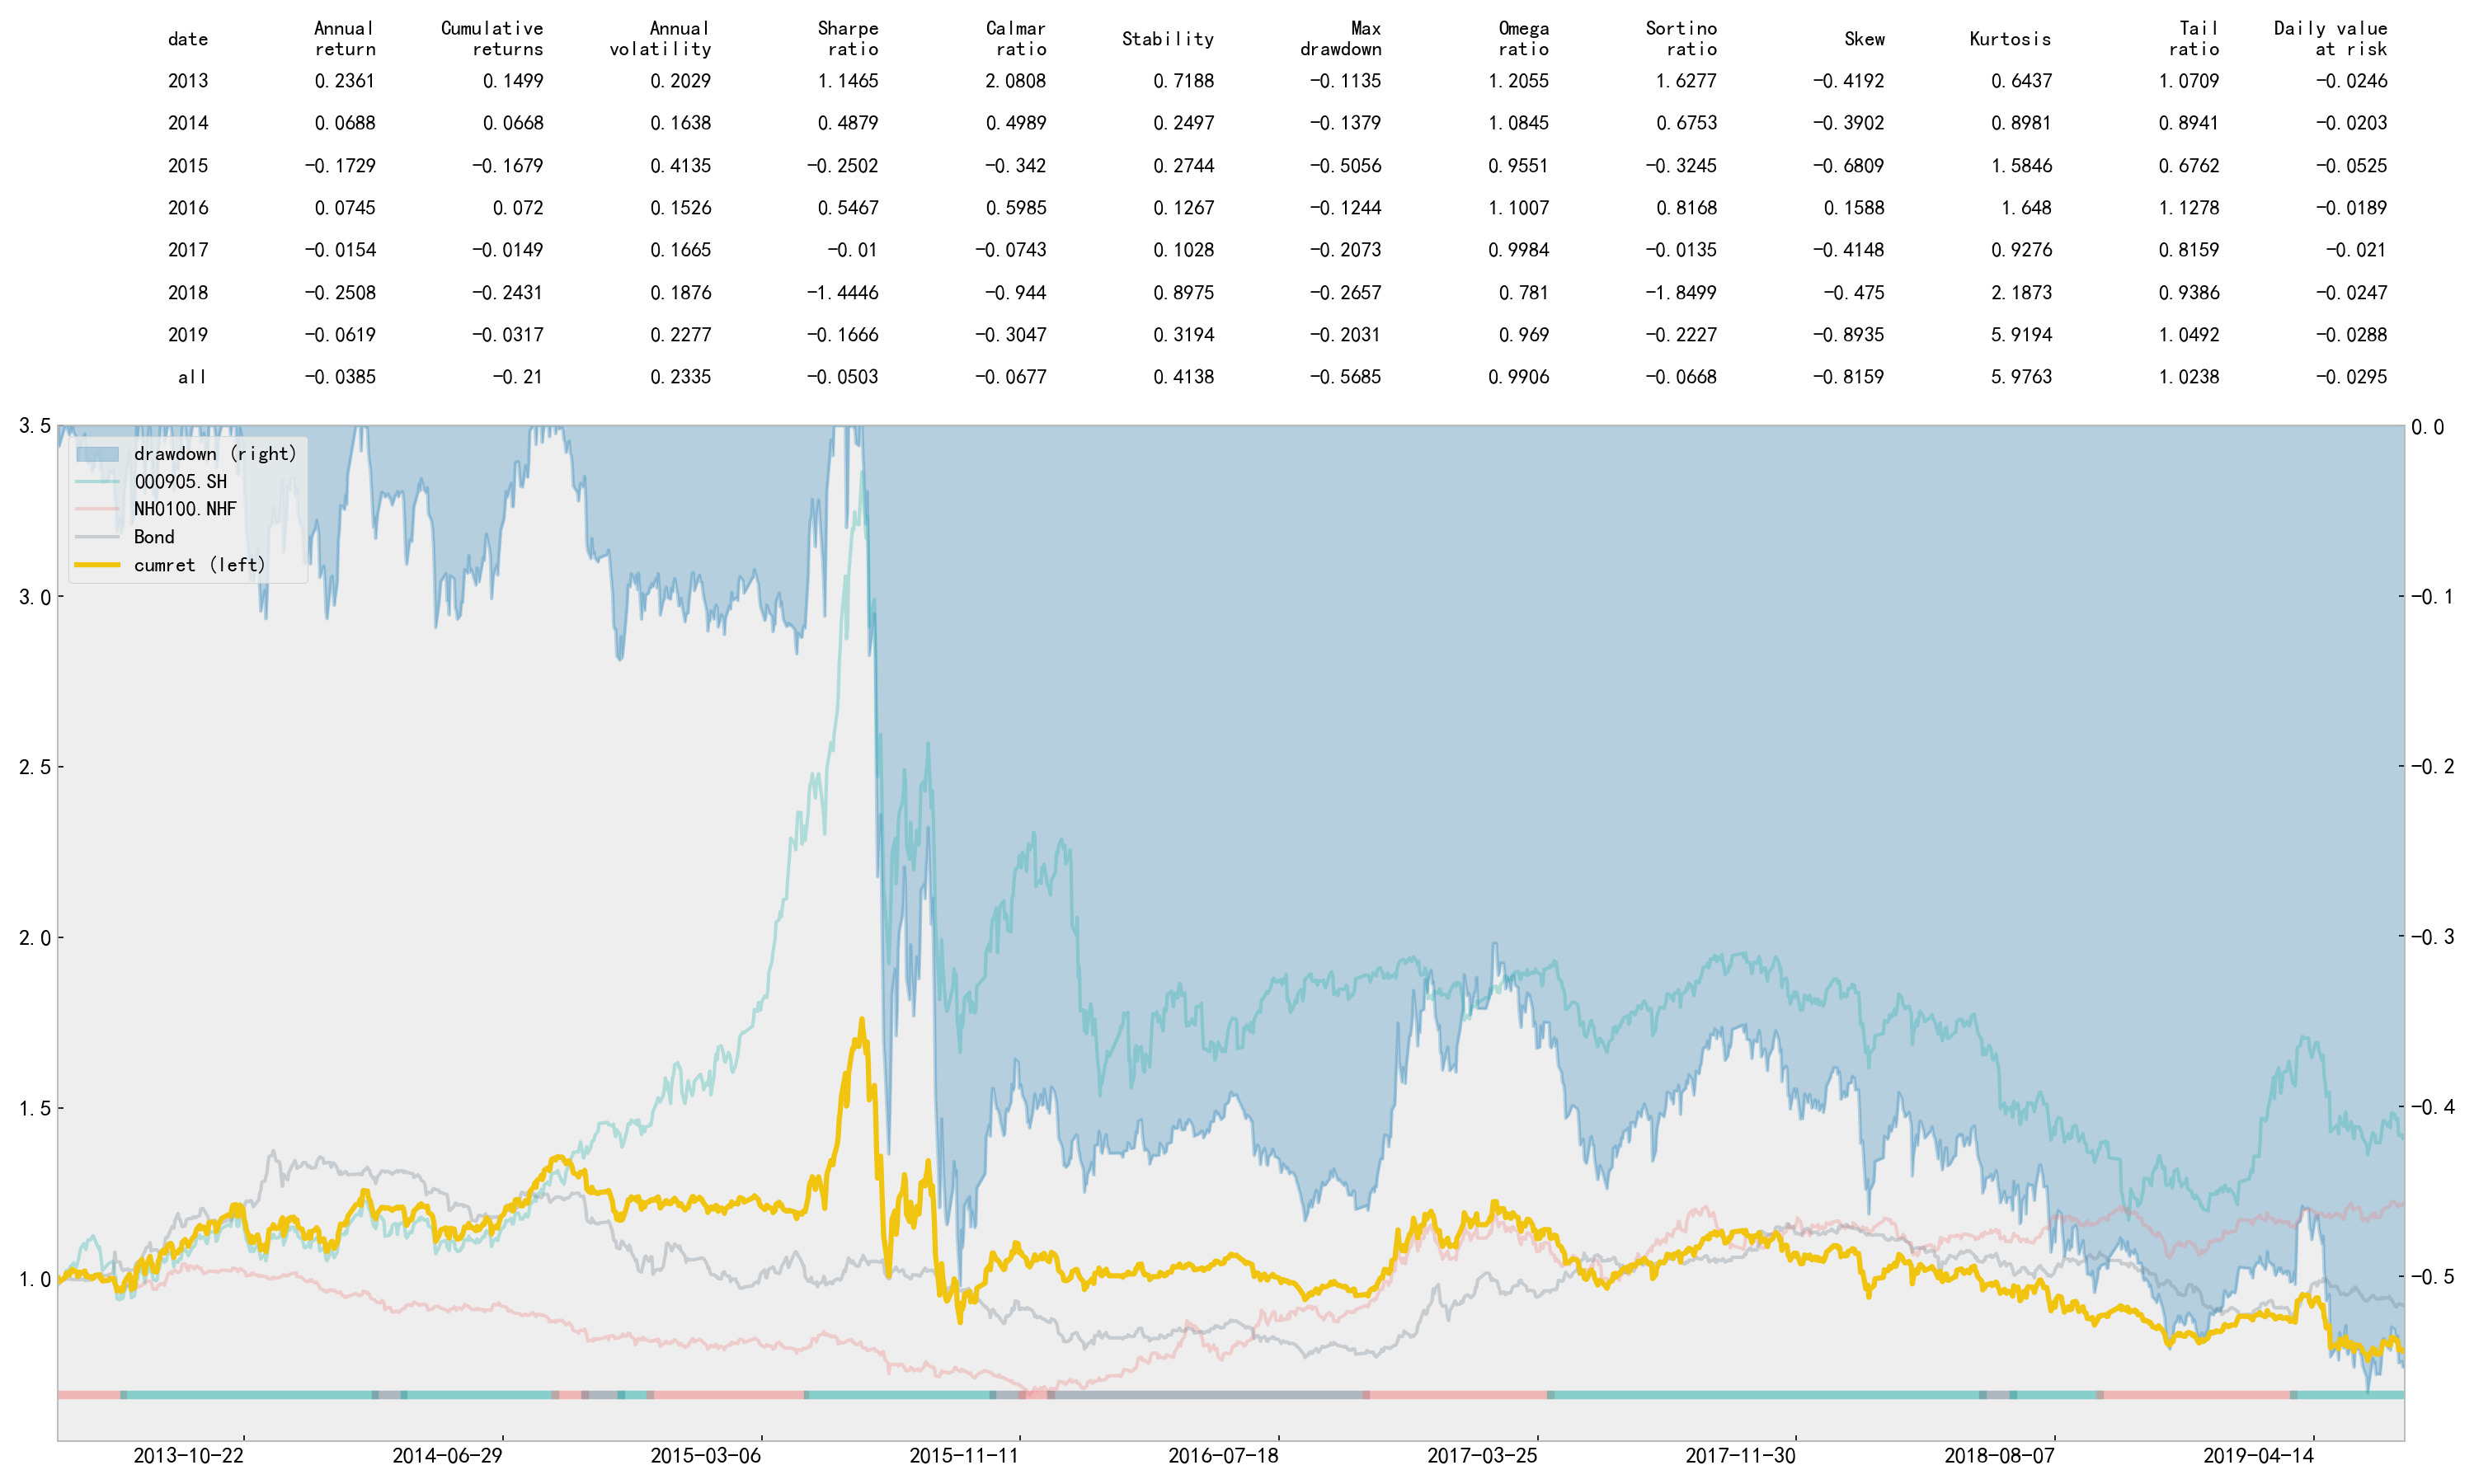 date Annual return Cumulative returns Annual volatility Sharpe ratio Calmar ratio Stability Max drawdown Omega ratio Sortino ratio Skew Kurtosis Tail ratio Daily value at risk
2013 0.2361 0.1499 0.2029 1.1465 2.0808 0.7188 −0.1135 1.2055 1.6277 −0.4192 0.6437 1.0709 −0.0246
2014 0.0688 0.0668 0.1638 0.4879 0.4989 0.2497 −0.1379 1.0845 0.6753 −0.3902 0.8981 0.8941 −0.0203
2015 −0.1729 −0.1679 0.4135 −0.2502 −0.342 0.2744 −0.5056 0.9551 −0.3245 −0.6809 1.5846 0.6762 −0.0525
2016 0.0745 0.072 0.1526 0.5467 0.5985 0.1267 −0.1244 1.1007 0.8168 0.1588 1.648 1.1278 −0.0189
2017 −0.0154 −0.0149 0.1665 −0.01 −0.0743 0.1028 −0.2073 0.9984 −0.0135 −0.4148 0.9276 0.8159 −0.021
2018 −0.2508 −0.2431 0.1876 −1.4446 −0.944 0.8975 −0.2657 0.781 −1.8499 −0.475 2.1873 0.9386 −0.0247
2019 −0.0619 −0.0317 0.2277 −0.1666 −0.3047 0.3194 −0.2031 0.969 −0.2227 −0.8935 5.9194 1.0492 −0.0288
all −0.0385 −0.21 0.2335 −0.0503 −0.0677 0.4138 −0.5685 0.9906 −0.0668 −0.8159 5.9763 1.0238 −0.0295
3.5 0.0
drawdown (right)
000905.SH
NH0100.NHF
Bond
cumret (left)
3.0 −0.1
2.5 −0.2
2.0 −0.3
1.5 −0.4
1.0 −0.5
2013−10−22 2014−06−29 2015−03−06 2015−11−11 2016−07−18 2017−03−25 2017−11−30 2018−08−07 2019−04−14